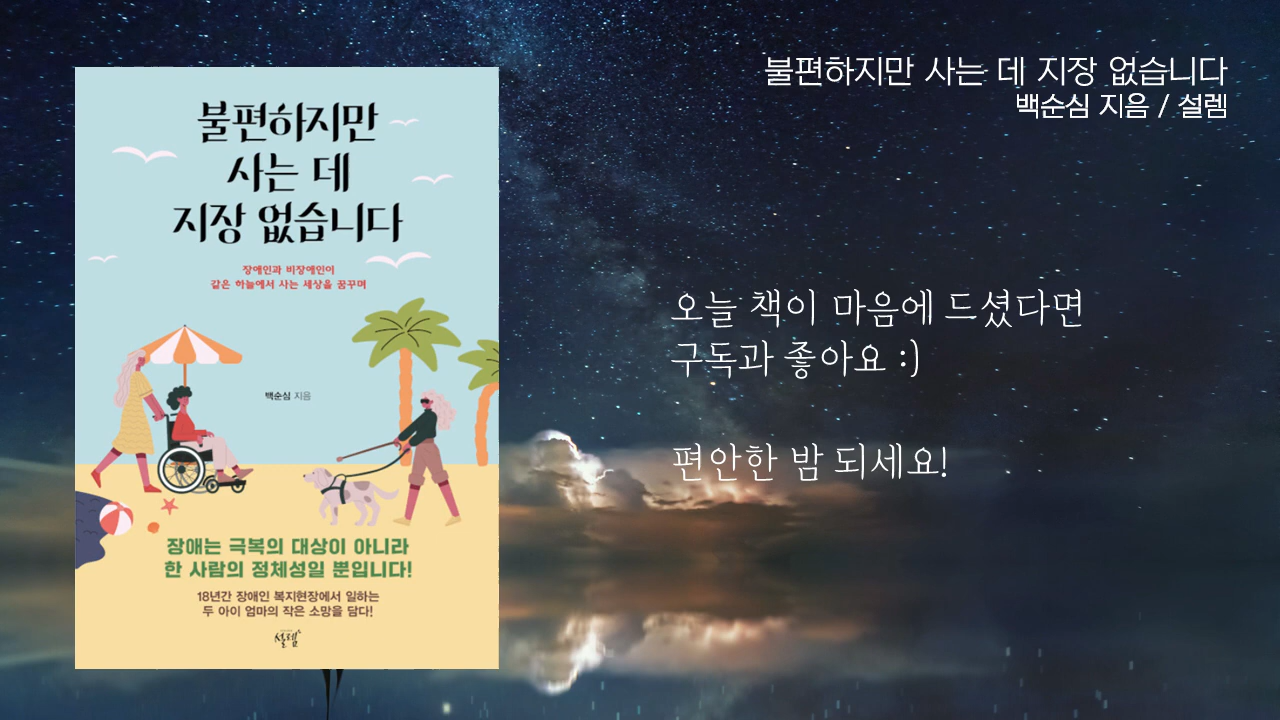 불편하지만
사는 데
지장 없습니다
장애인과 비장애인이
같은 하늘에서 사는 세상을 꿈꾸며
백순심 지음
장애는 극복의 대상이 아니라
한 사람의 정체성일 뿐입니다!
18년간 장애인 복지현장에서 일하는
두 아이 엄마의 작은 소망을 담다!
설렘
불편하지만 사는 데 지장 없습니다
백순심 지음 / 설렘
오늘 책이 마음에 드셨다면
구독과 좋아요 :)
편안한 밤 되세요!